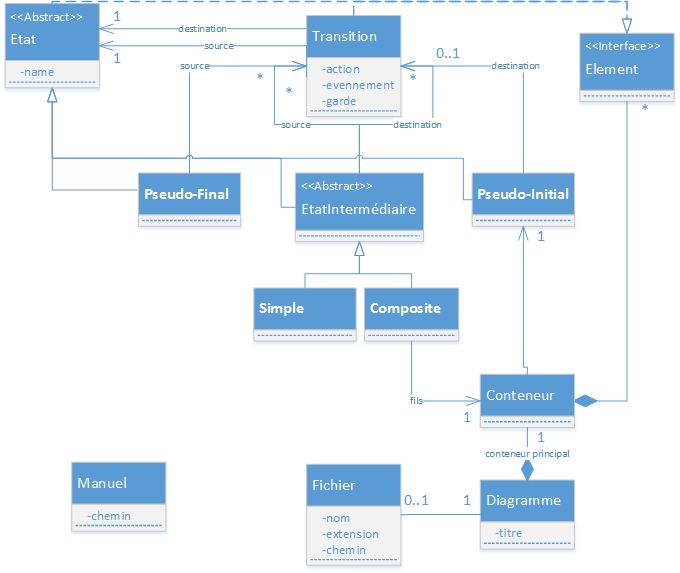 <<Abstract>>
Etat
-name
1
destination
source
1
Transition
-action
-evennement
-garde
<<Interface>>
Element
*
source
*
*
0..1
*
destination
source
destination
Pseudo-Final
<<Abstract>>
EtatIntermédiaire
Pseudo-Initial
1
Simple
Composite
fils
1
Conteneur
1
conteneur principal
Manuel
-chemin
Fichier
-nom
-extension
-chemin
0..1
1
Diagramme
-titre